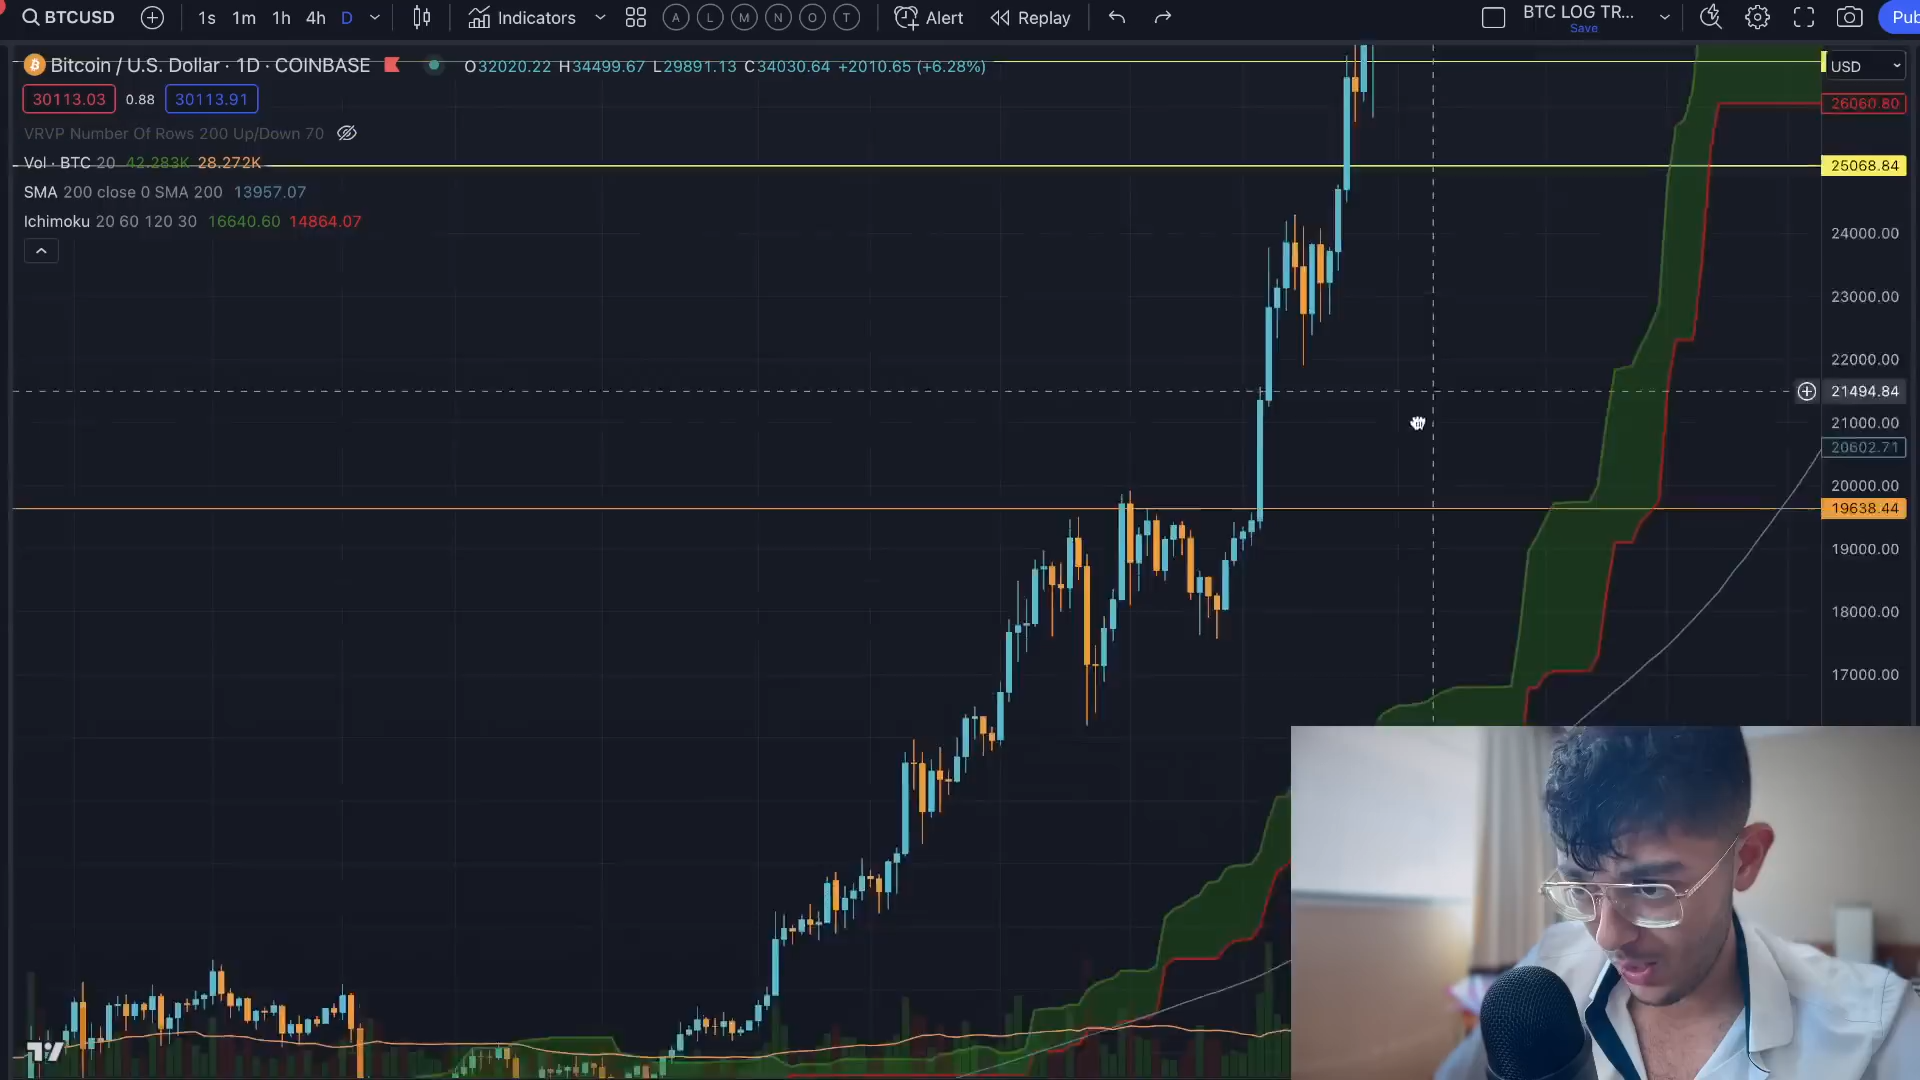 BTCUSD 1s 1m 1h 4h D Indicators A L M N O T Alert Replay BTC LOG TR... Save Pub
Bitcoin / U.S. Dollar · 1D · COINBASE O32020.22 H34499.67 L29891.13 C34030.64 +2010.65 (+6.28%) USD
30113.03 0.88 30113.91
26060.80
VRVP Number Of Rows 200 Up/Down 70
Vol · BTC 20 42.283K 28.272K
25068.84
SMA 200 close 0 SMA 200 13957.07
Ichimoku 20 60 120 30 16640.60 14864.07
24000.00
23000.00
22000.00
21494.84
21000.00
20602.71
20000.00
19638.44
19000.00
18000.00
17000.00